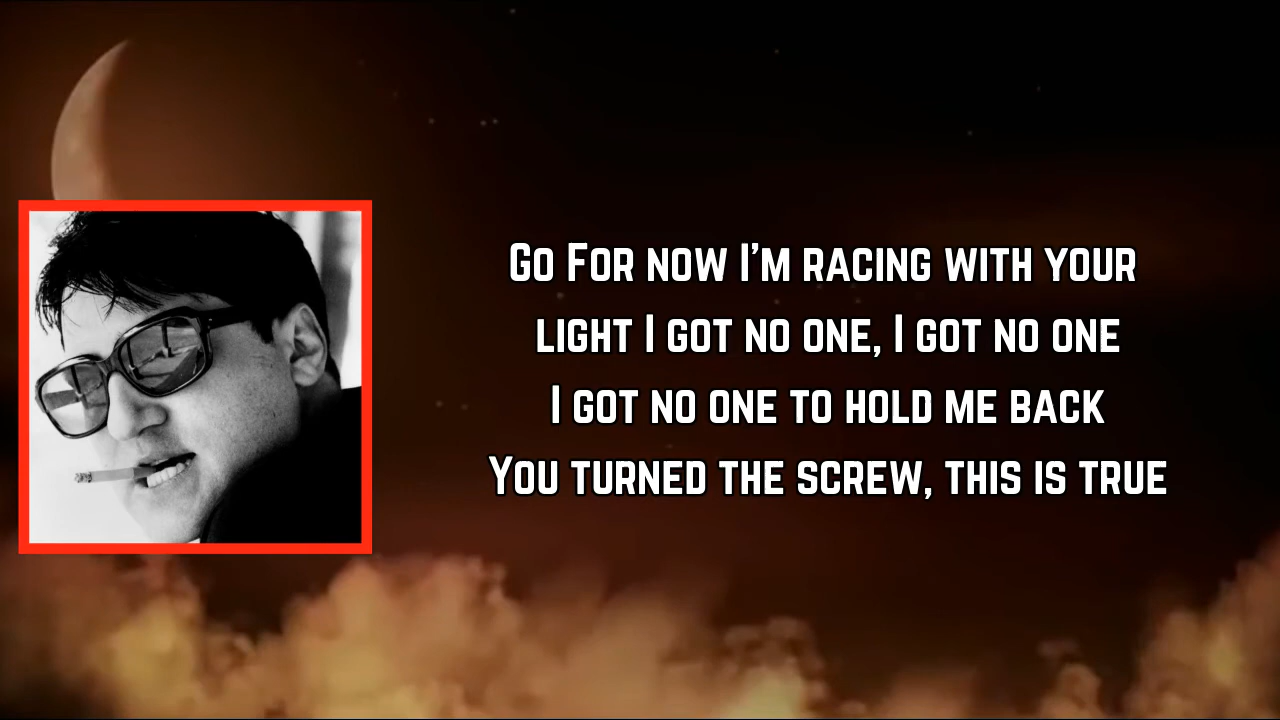 Go For now I'm racing with your
light I got no one, I got no one
I got no one to hold me back
You turned the screw, this is true